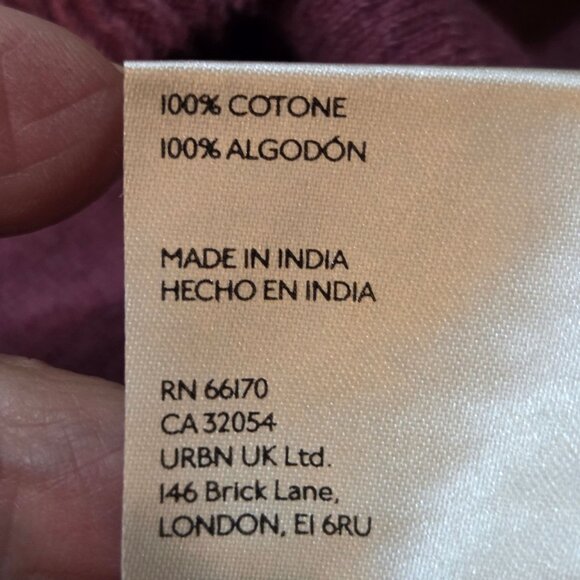 100% COTONE
100% ALGODÓN
MADE IN INDIA
HECHO EN INDIA
RN 66170
CA 32054
URBN UK Ltd.
146 Brick Lane,
LONDON, E1 6RU